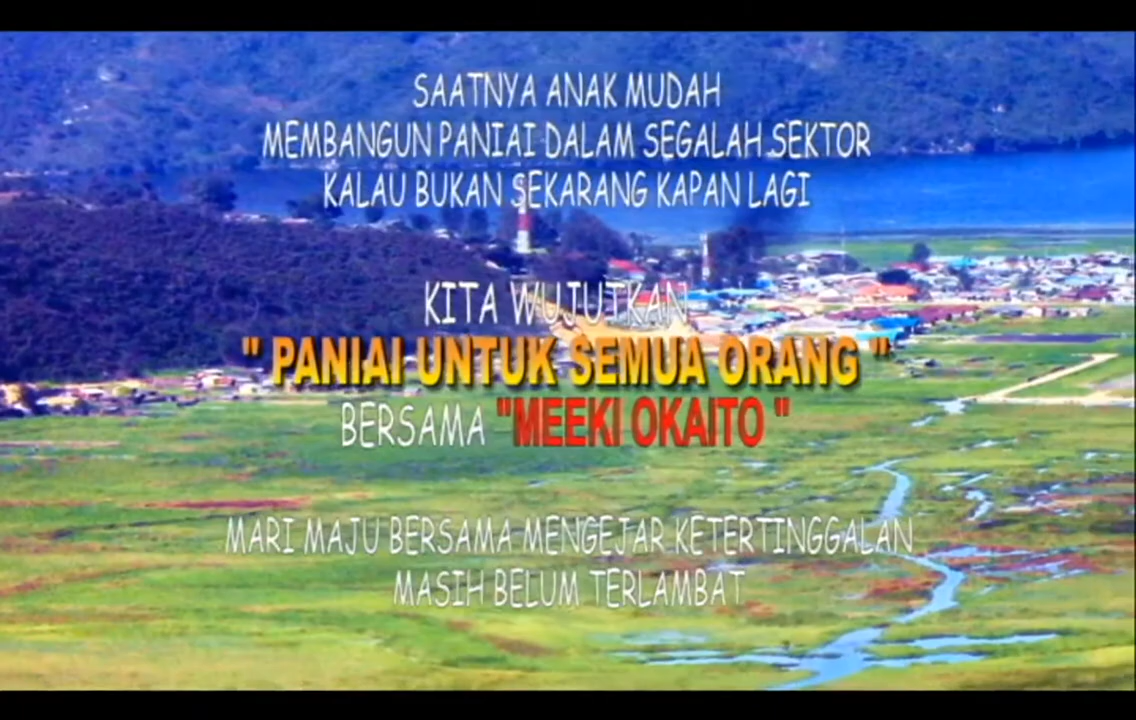 SAATNYA ANAK MUDAH
MEMBANGUN PANIAI DALAM SEGALAH SEKTOR
KALAU BUKAN SEKARANG KAPAN LAGI
KITA WUJUTKAN
" PANIAI UNTUK SEMUA ORANG "
BERSAMA "MEEKI OKAITO "
MARI MAJU BERSAMA MENGEJAR KETERTINGGALAN
MASIH BELUM TERLAMBAT